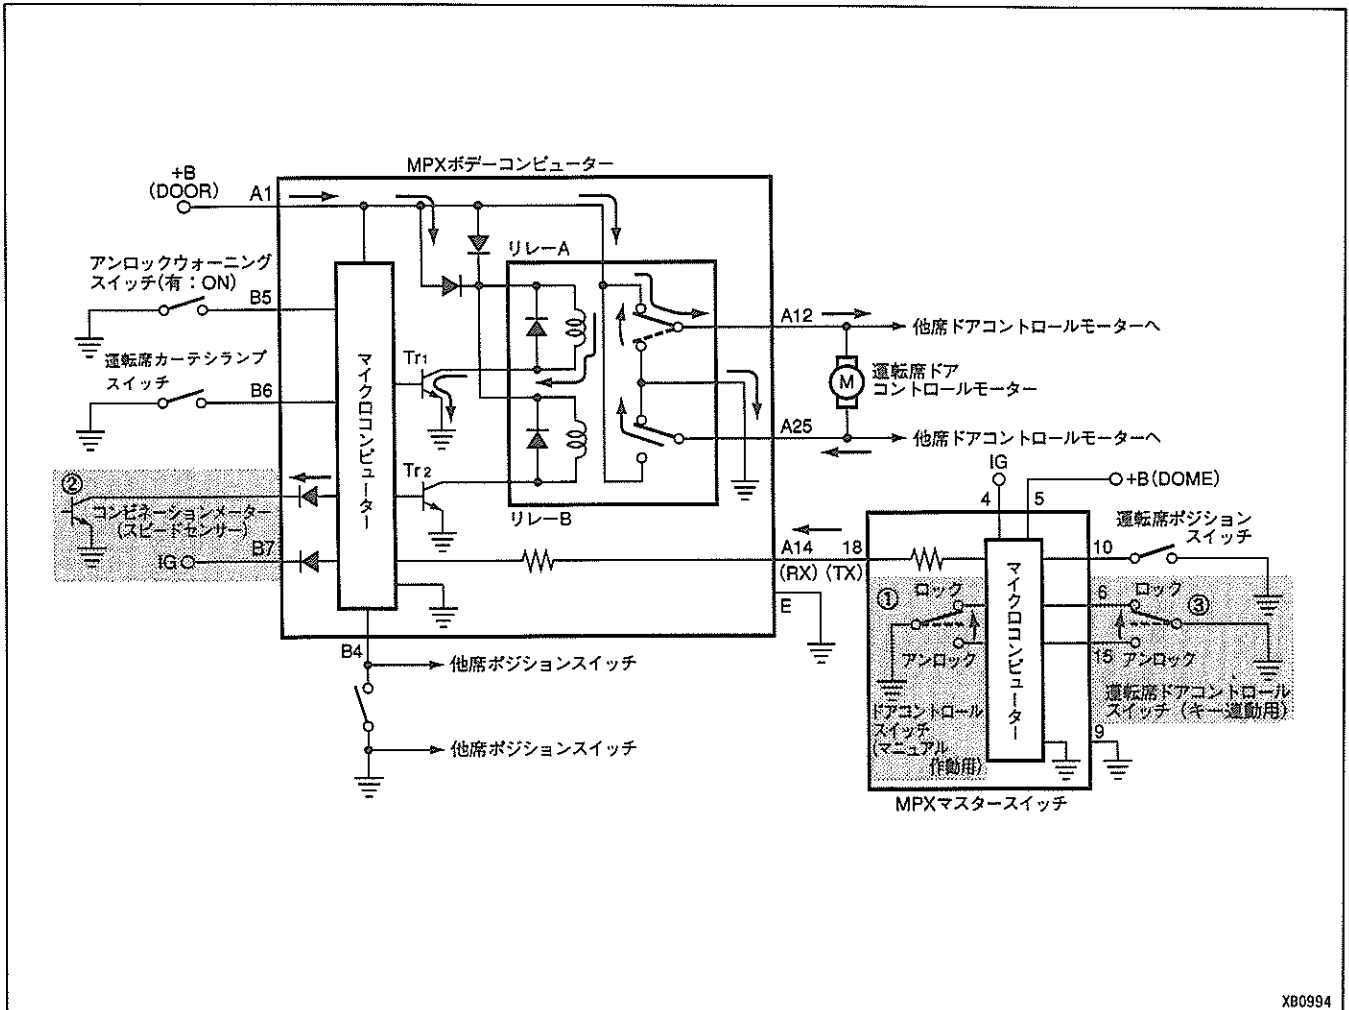 MPXボデーコンピューター
+B
(DOOR)
A1
アンロックウォーニング
スイッチ(有：ON)
B5
運転席カーテシランプ
スイッチ
B6
②
コンビネーションメーター
(スピードセンサー)
B7
IG
マイクロコンピューター
Tr1
Tr2
リレーA
リレーB
A12
他席ドアコントロールモーターへ
M
運転席ドア
コントロールモーター
A25
他席ドアコントロールモーターへ
IG
4
5
+B(DOME)
A14
18
(RX)
(TX)
E
B4
他席ポジションスイッチ
他席ポジションスイッチ
①
ロック
アンロック
ドアコントロール
スイッチ
(マニュアル
作動用)
マイクロコンピューター
10
運転席ポジション
スイッチ
6
ロック
③
15
アンロック
運転席ドアコントロール
スイッチ (キー連動用)
9
MPXマスタースイッチ
XB0994